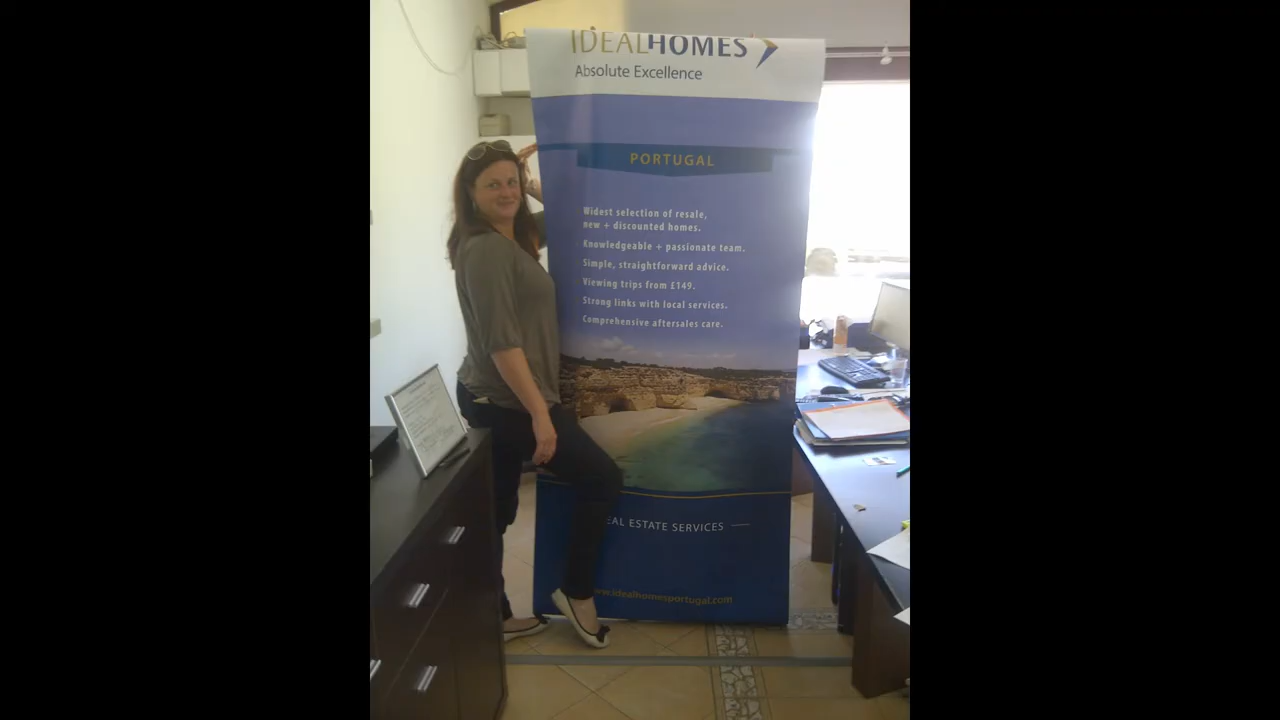 IDEALHOMES
Absolute Excellence
PORTUGAL
Widest selection of resale,
new + discounted homes.
Knowledgeable + passionate team.
Simple, straightforward advice.
Viewing trips from £149.
Strong links with local services.
Comprehensive aftersales care.
EAL ESTATE SERVICES
www.idealhomesportugal.com